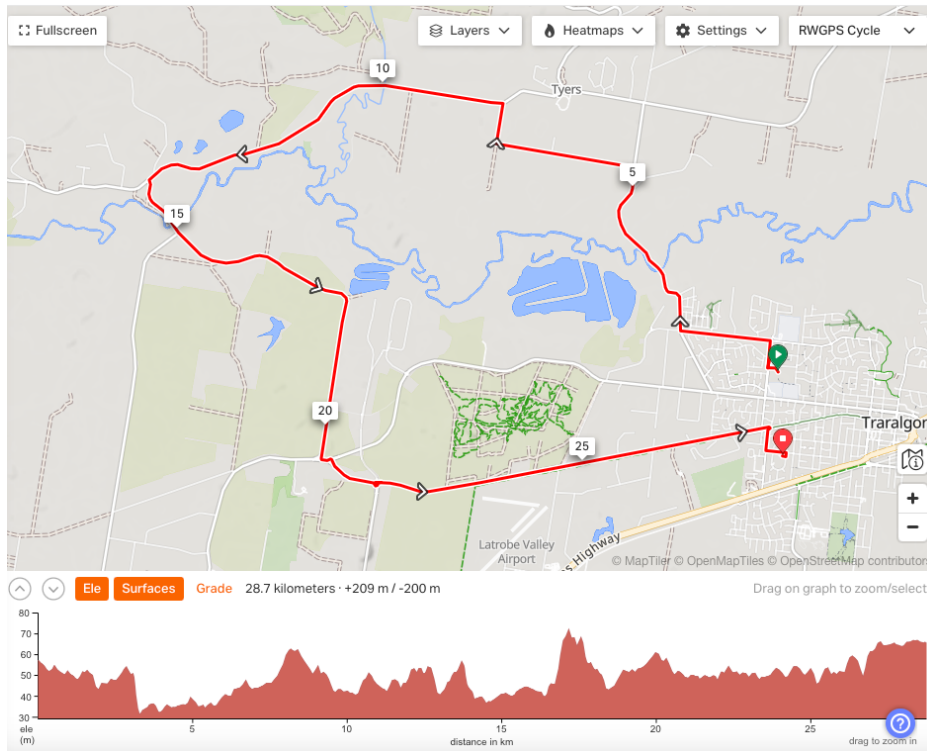 Fullscreen
Layers
Heatmaps
Settings
RWGPS Cycle
10
Tyers
5
15
20
25
Traralgon
Latrobe Valley
Airport
s Highway
© MapTiler © OpenMapTiles © OpenStreetMap contributors
Ele
Surfaces
Grade
28.7 kilometers · +209 m / -200 m
Drag on graph to zoom/select
80
70
60
50
40
30
ele
(m)
5
10
15
20
25
distance in km
drag to zoom in
?
i
+
−